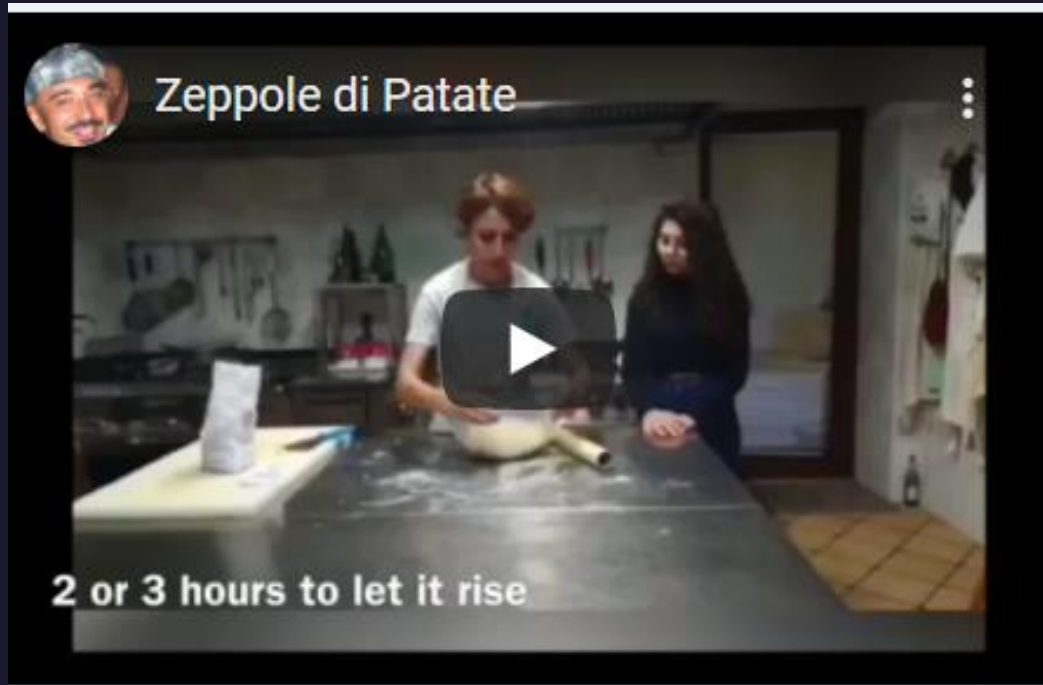 Zeppole di Patate
2 or 3 hours to let it rise